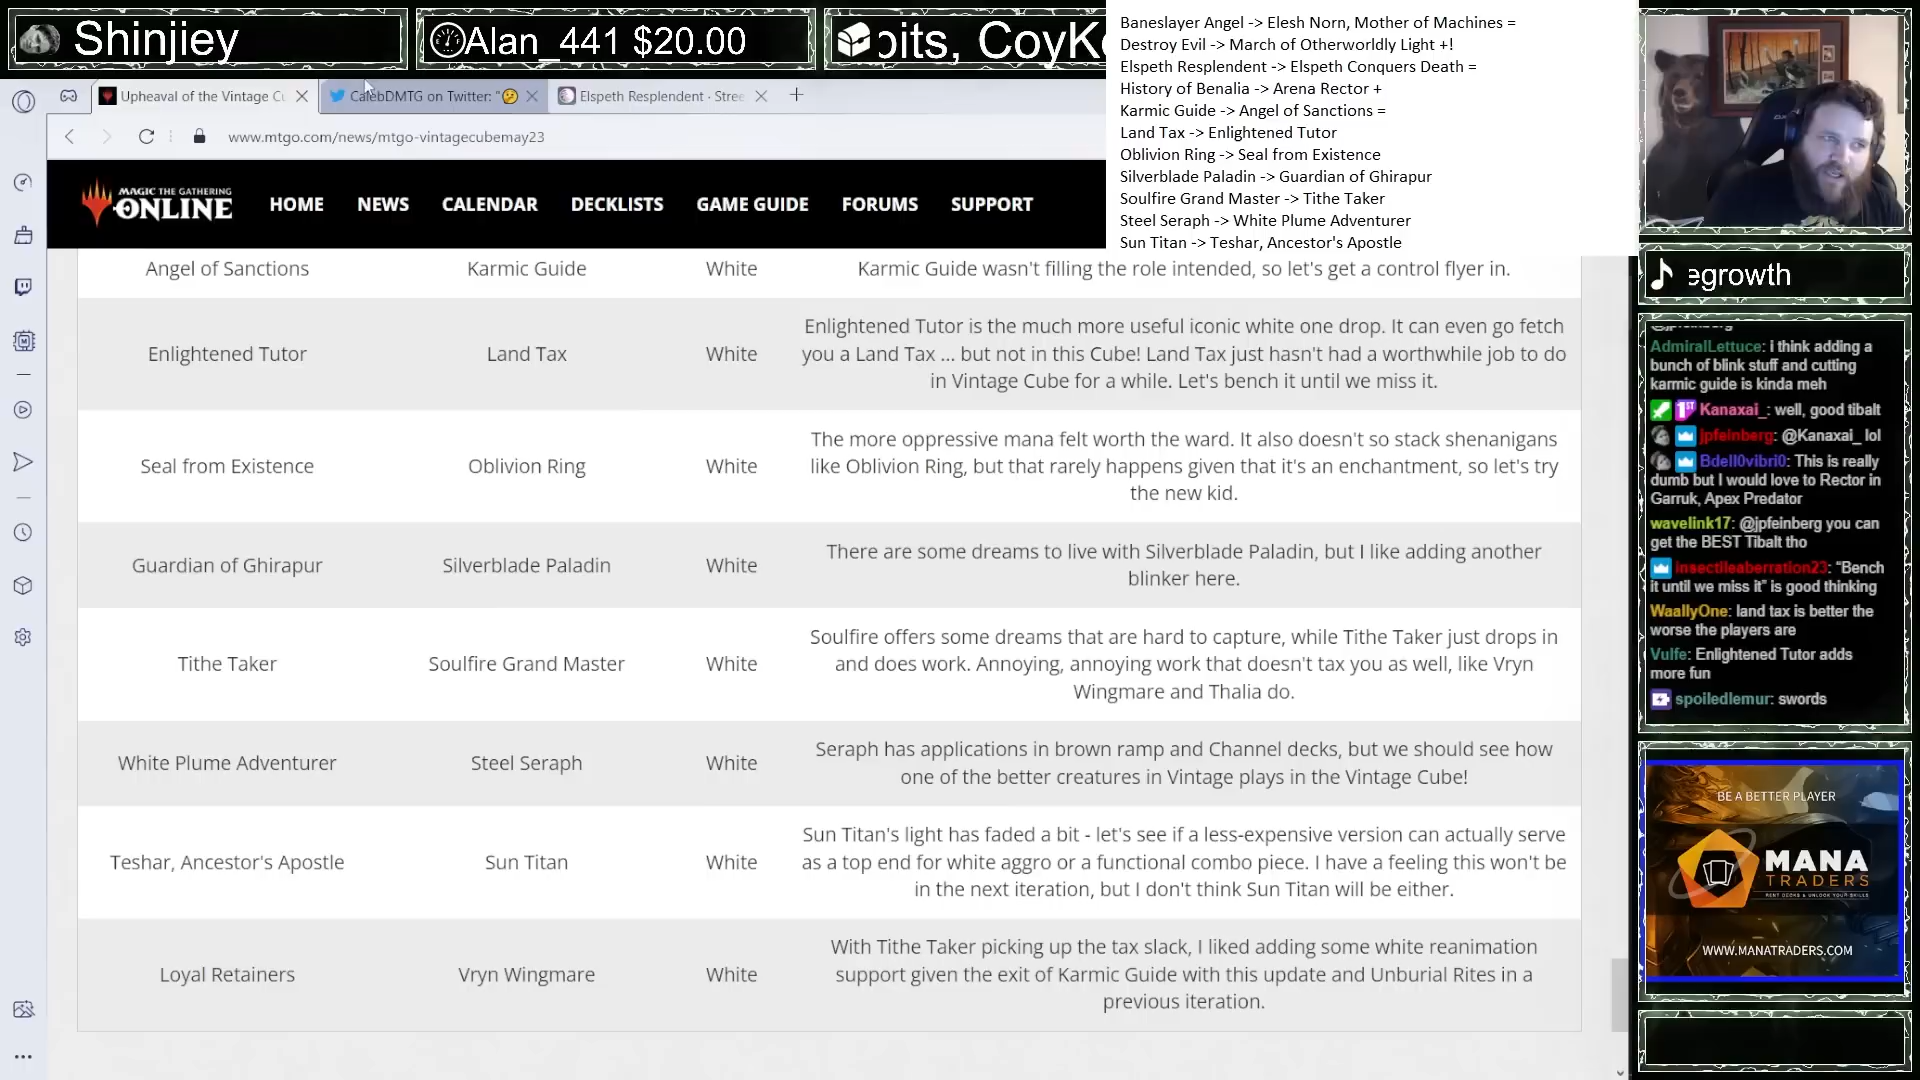 Shinjiey
Alan_441 $20.00
bits, CoyK
Baneslayer Angel -> Elesh Norn, Mother of Machines =
Destroy Evil -> March of Otherworldly Light +!
Elspeth Resplendent -> Elspeth Conquers Death =
History of Benalia -> Arena Rector +
Karmic Guide -> Angel of Sanctions =
Land Tax -> Enlightened Tutor
Oblivion Ring -> Seal from Existence
Silverblade Paladin -> Guardian of Ghirapur
Soulfire Grand Master -> Tithe Taker
Steel Seraph -> White Plume Adventurer
Sun Titan -> Teshar, Ancestor's Apostle
Upheaval of the Vintage Cu
CalebDMTG on Twitter: "🤔
Elspeth Resplendent · Stree
www.mtgo.com/news/mtgo-vintagecubemay23
MAGIC THE GATHERING
ONLINE
HOME NEWS CALENDAR DECKLISTS GAME GUIDE FORUMS SUPPORT
Angel of Sanctions Karmic Guide White Karmic Guide wasn't filling the role intended, so let's get a control flyer in.
Enlightened Tutor Land Tax White Enlightened Tutor is the much more useful iconic white one drop. It can even go fetch
you a Land Tax ... but not in this Cube! Land Tax just hasn't had a worthwhile job to do
in Vintage Cube for a while. Let's bench it until we miss it.
Seal from Existence Oblivion Ring White The more oppressive mana felt worth the ward. It also doesn't so stack shenanigans
like Oblivion Ring, but that rarely happens given that it's an enchantment, so let's try
the new kid.
Guardian of Ghirapur Silverblade Paladin White There are some dreams to live with Silverblade Paladin, but I like adding another
blinker here.
Tithe Taker Soulfire Grand Master White Soulfire offers some dreams that are hard to capture, while Tithe Taker just drops in
and does work. Annoying, annoying work that doesn't tax you as well, like Vryn
Wingmare and Thalia do.
White Plume Adventurer Steel Seraph White Seraph has applications in brown ramp and Channel decks, but we should see how
one of the better creatures in Vintage plays in the Vintage Cube!
Teshar, Ancestor's Apostle Sun Titan White Sun Titan's light has faded a bit - let's see if a less-expensive version can actually serve
as a top end for white aggro or a functional combo piece. I have a feeling this won't be
in the next iteration, but I don't think Sun Titan will be either.
Loyal Retainers Vryn Wingmare White With Tithe Taker picking up the tax slack, I liked adding some white reanimation
support given the exit of Karmic Guide with this update and Unburial Rites in a
previous iteration.
egrowth
@jpfeinberg
AdmiralLettuce: i think adding a
bunch of blink stuff and cutting
karmic guide is kinda meh
Kanaxai_: well, good tibalt
jpfeinberg: @Kanaxai_ lol
Bdell0vibri0: This is really
dumb but I would love to Rector in
Garruk, Apex Predator
wavelink17: @jpfeinberg you can
get the BEST Tibalt tho
insectileaberration23: "Bench
it until we miss it" is good thinking
WaallyOne: land tax is better the
worse the players are
Vulfe: Enlightened Tutor adds
more fun
spoiledlemur: swords
BE A BETTER PLAYER
MANA
TRADERS
RENT DECKS & UNLOCK YOUR SKILLS
WWW.MANATRADERS.COM